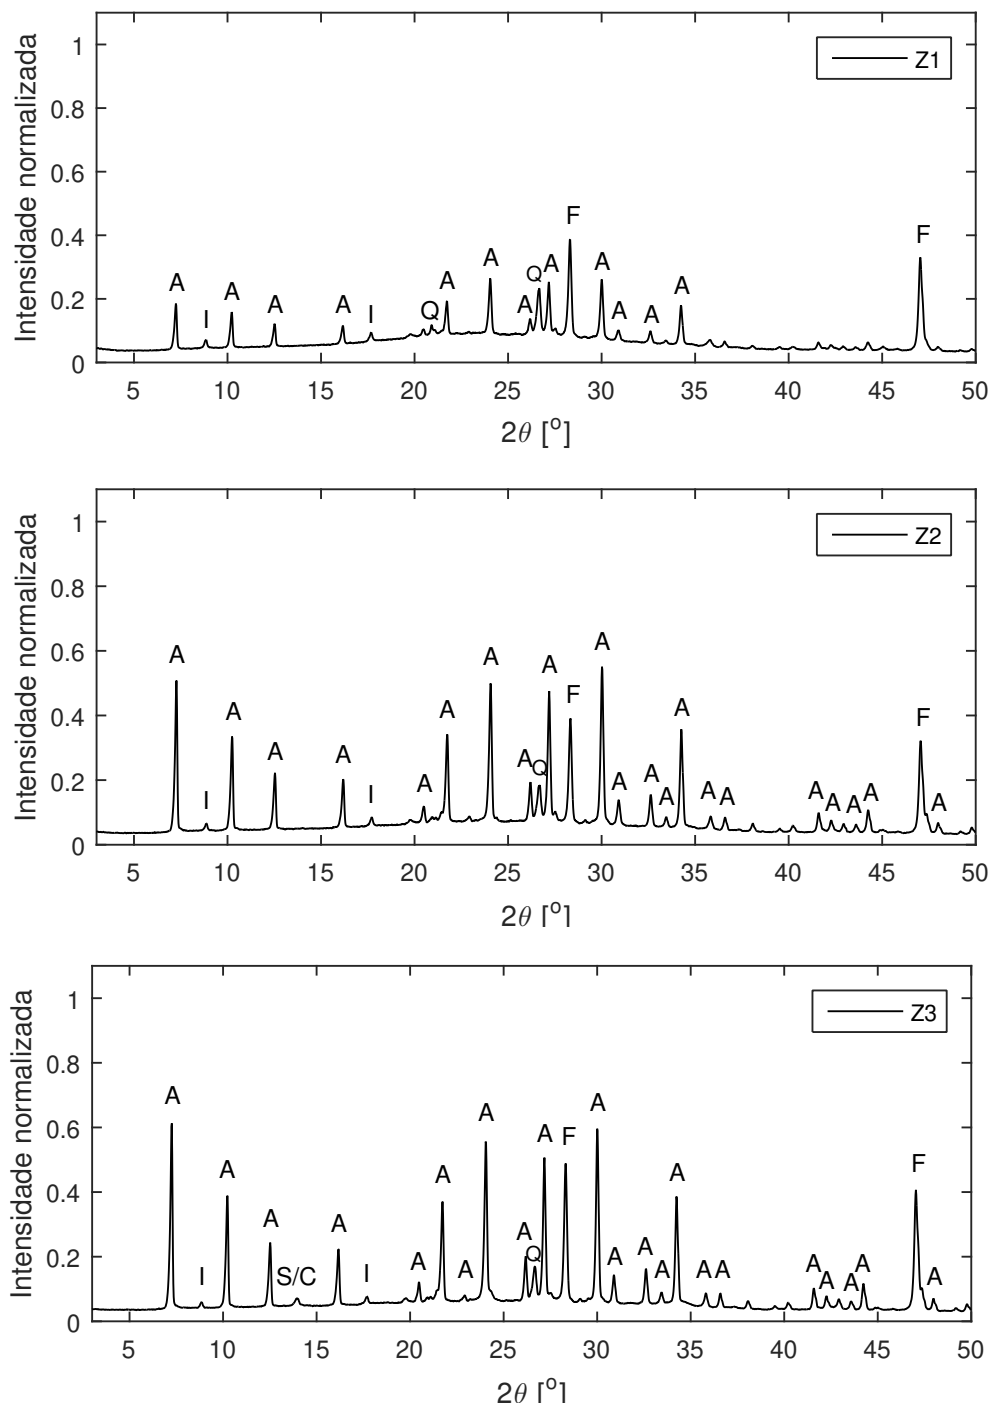 Z1
Intensidade normalizada
1
0.8
0.6
0.4
0.2
0
A I A A A I Q A A A Q A F A A A A F
5 10 15 20 25 30 35 40 45 50
2θ [o]
Z2
Intensidade normalizada
1
0.8
0.6
0.4
0.2
0
A I A A A I A A A A Q A F A A A A A A A A A A A F A
5 10 15 20 25 30 35 40 45 50
2θ [o]
Z3
Intensidade normalizada
1
0.8
0.6
0.4
0.2
0
A I A A S/C A I A A A A A Q A F A A A A A A A A A A A F A
5 10 15 20 25 30 35 40 45 50
2θ [o]